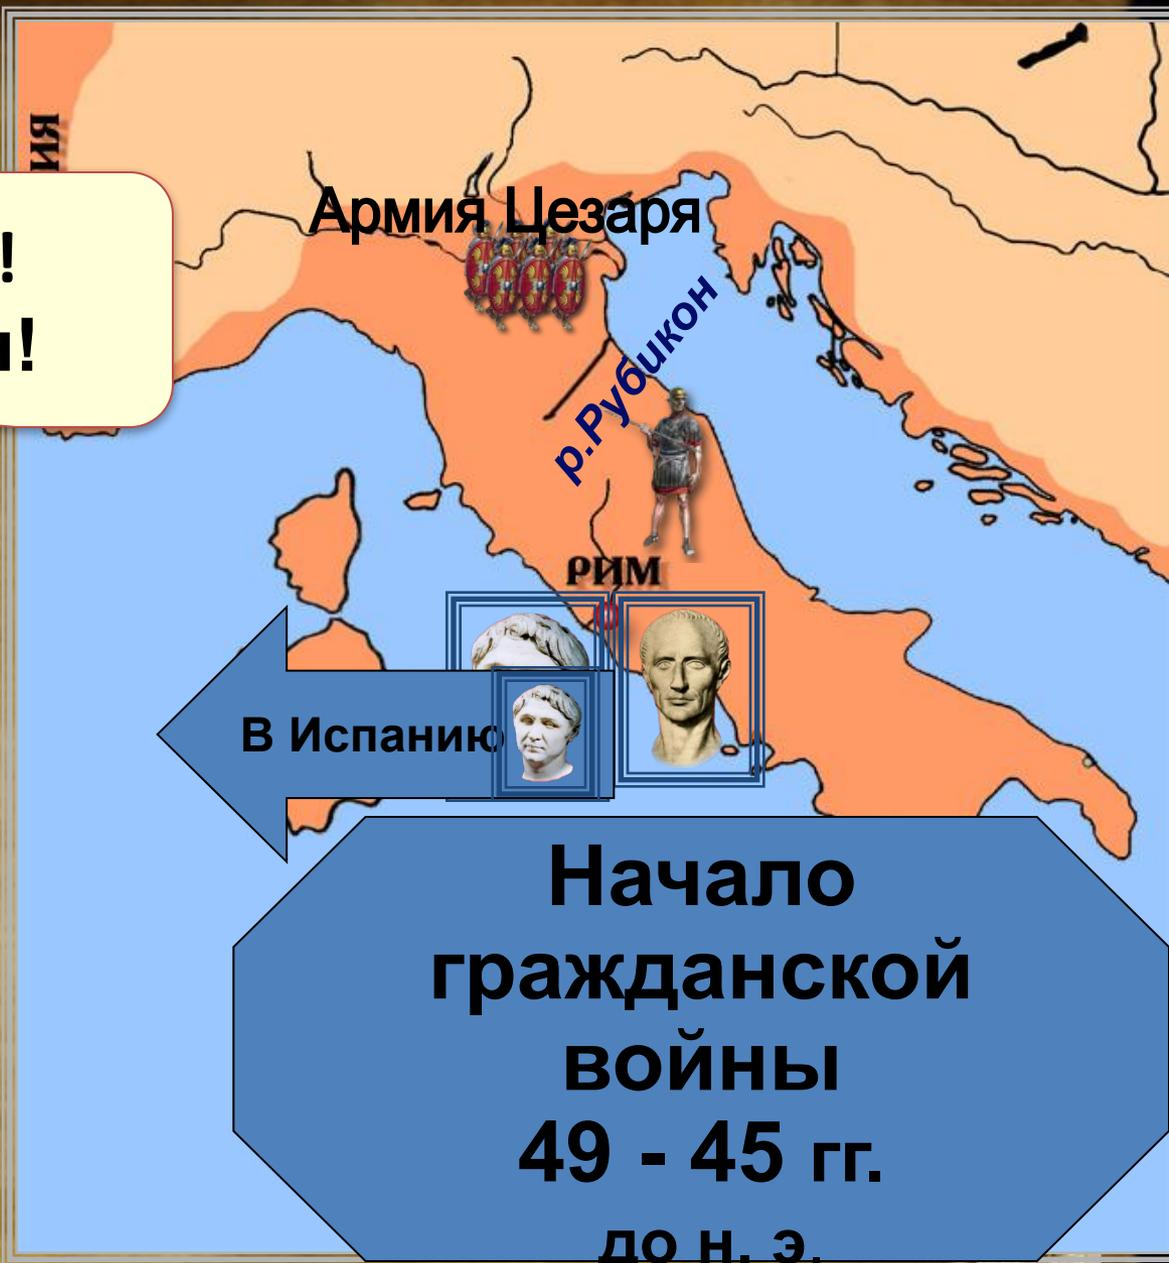 Армия Цезаря
р.Рубикон
РИМ
В Испанию
Начало
гражданской
войны
49 - 45 гг.
до н. э.